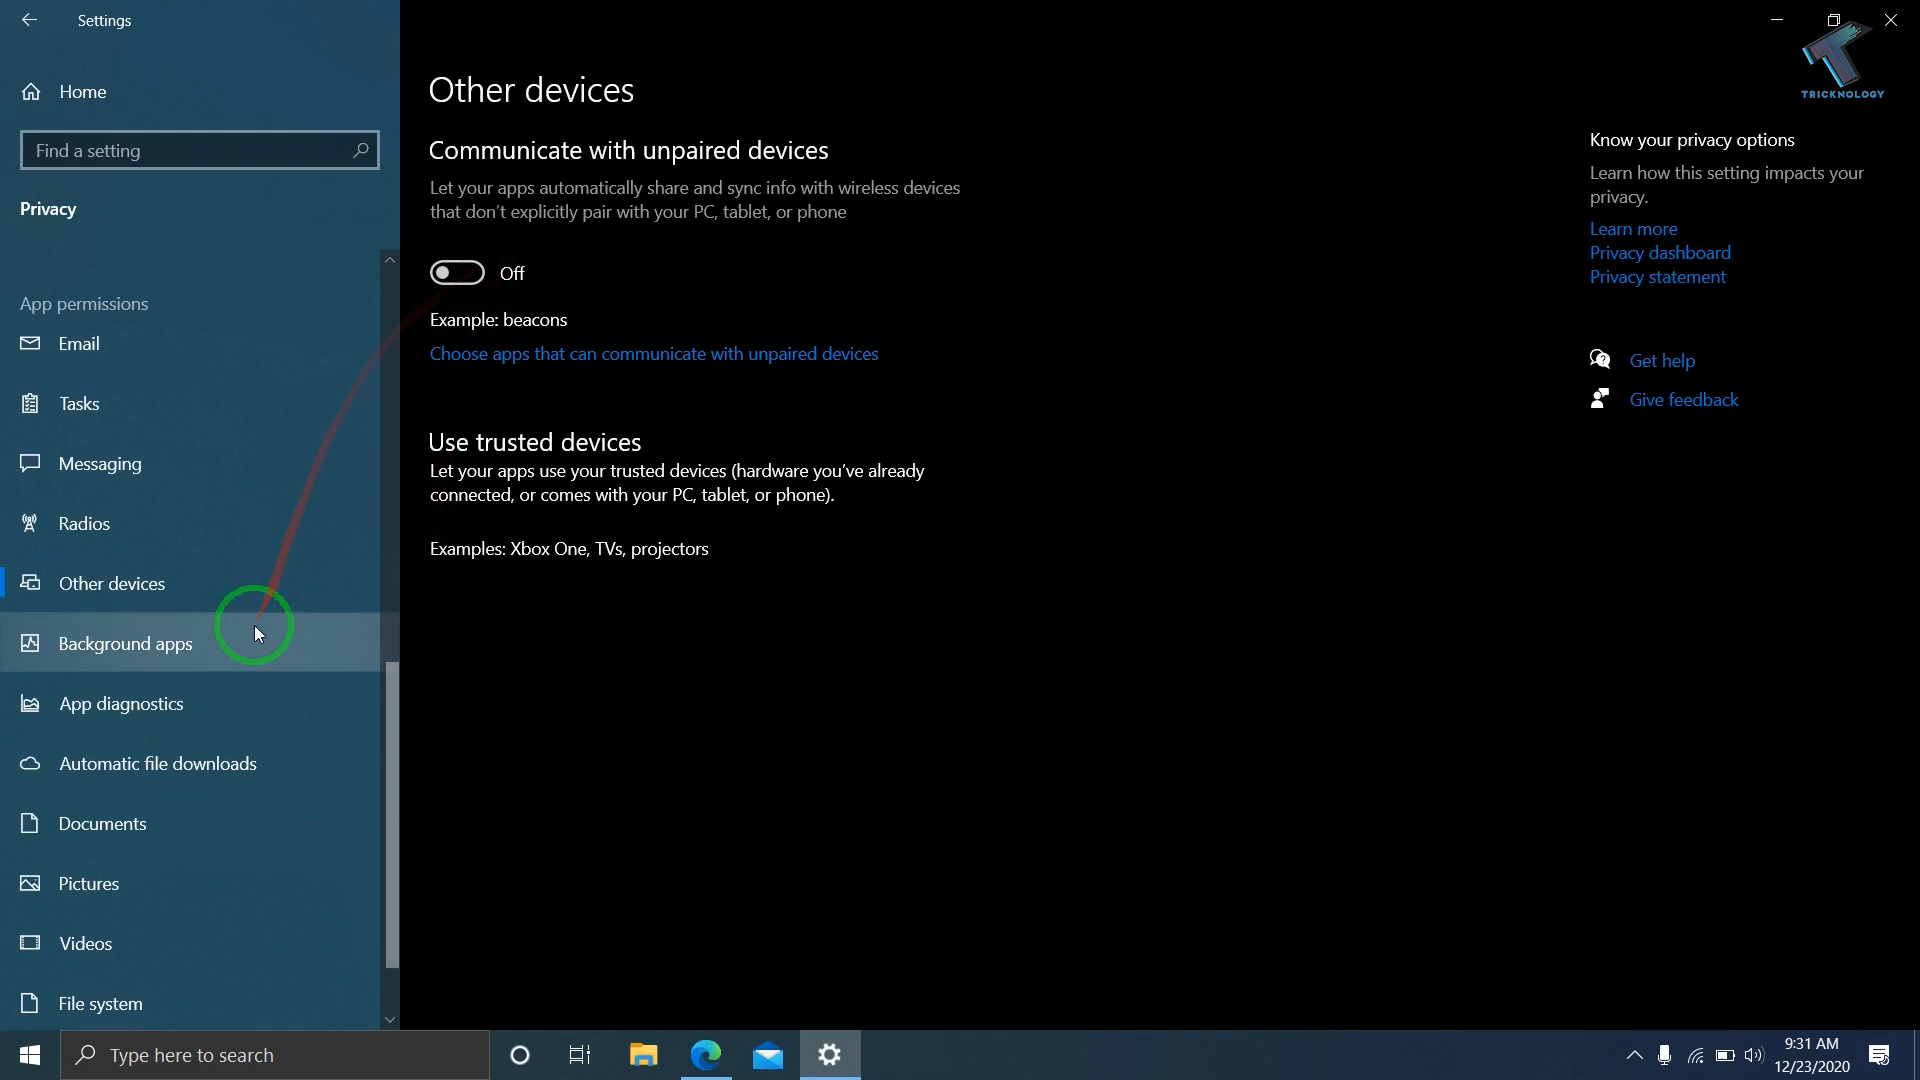 Settings
Home
Find a setting
Privacy
App permissions
Email
Tasks
Messaging
Radios
Other devices
Background apps
App diagnostics
Automatic file downloads
Documents
Pictures
Videos
File system
Other devices
Communicate with unpaired devices
Let your apps automatically share and sync info with wireless devices
that don't explicitly pair with your PC, tablet, or phone
Off
Example: beacons
Choose apps that can communicate with unpaired devices
Use trusted devices
Let your apps use your trusted devices (hardware you've already
connected, or comes with your PC, tablet, or phone).
Examples: Xbox One, TVs, projectors
TRICKNOLOGY
Know your privacy options
Learn how this setting impacts your
privacy.
Learn more
Privacy dashboard
Privacy statement
Get help
Give feedback
Type here to search
9:31 AM
12/23/2020